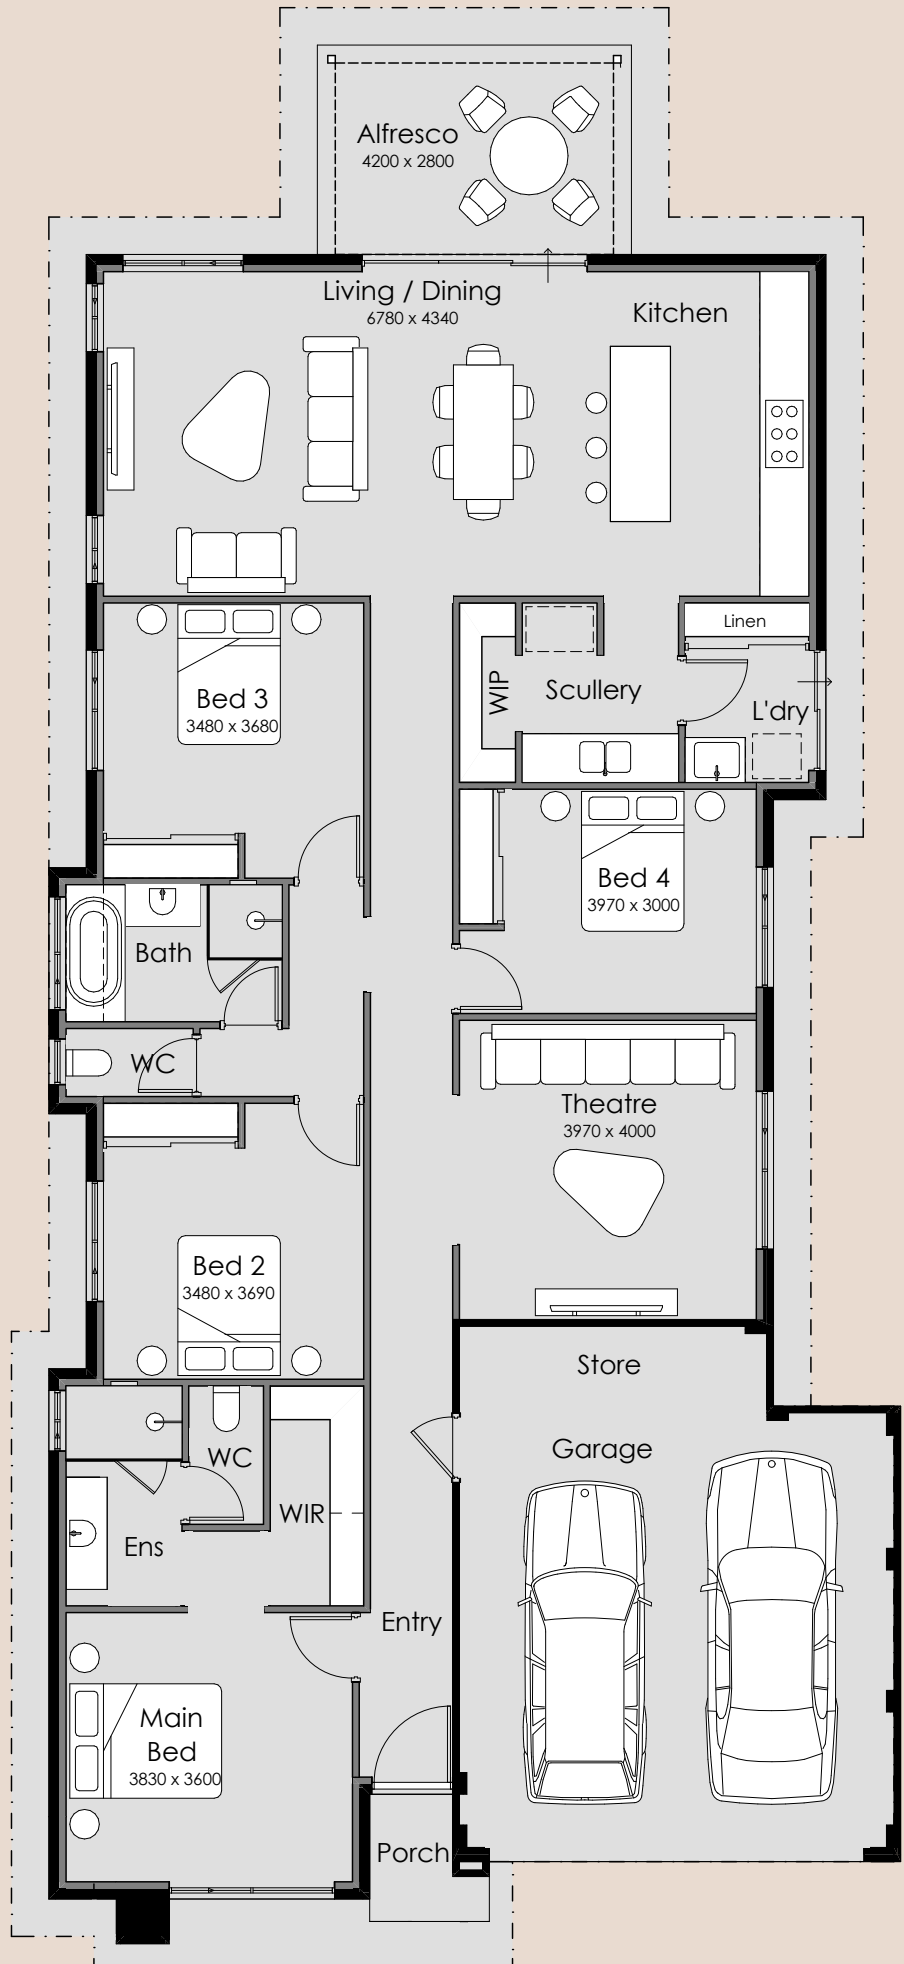 Alfresco
4200 x 2800
Living / Dining
6780 x 4340
Kitchen
Linen
Bed 3
3480 x 3680
WIP
Scullery
L'dry
Bed 4
3970 x 3000
Bath
WC
Theatre
3970 x 4000
Bed 2
3480 x 3690
Store
Garage
WC
WIR
Ens
Entry
Main
Bed
3830 x 3600
Porch